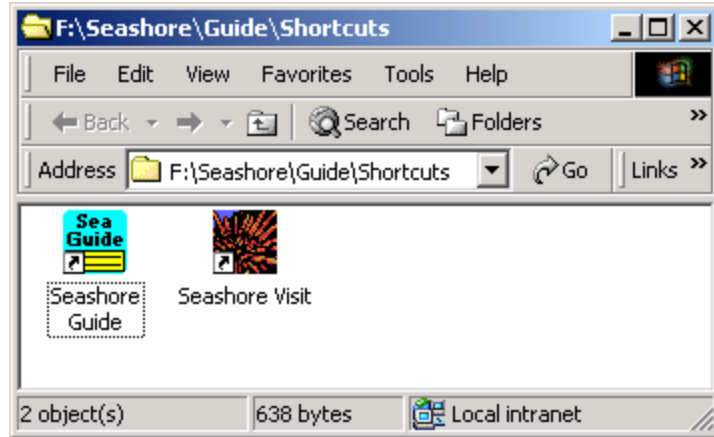 F:\Seashore\Guide\Shortcuts
File Edit View Favorites Tools Help
Back Search Folders »
Address F:\Seashore\Guide\Shortcuts Go Links »
Sea
Guide
Seashore
Guide
Seashore Visit
2 object(s) 638 bytes Local intranet